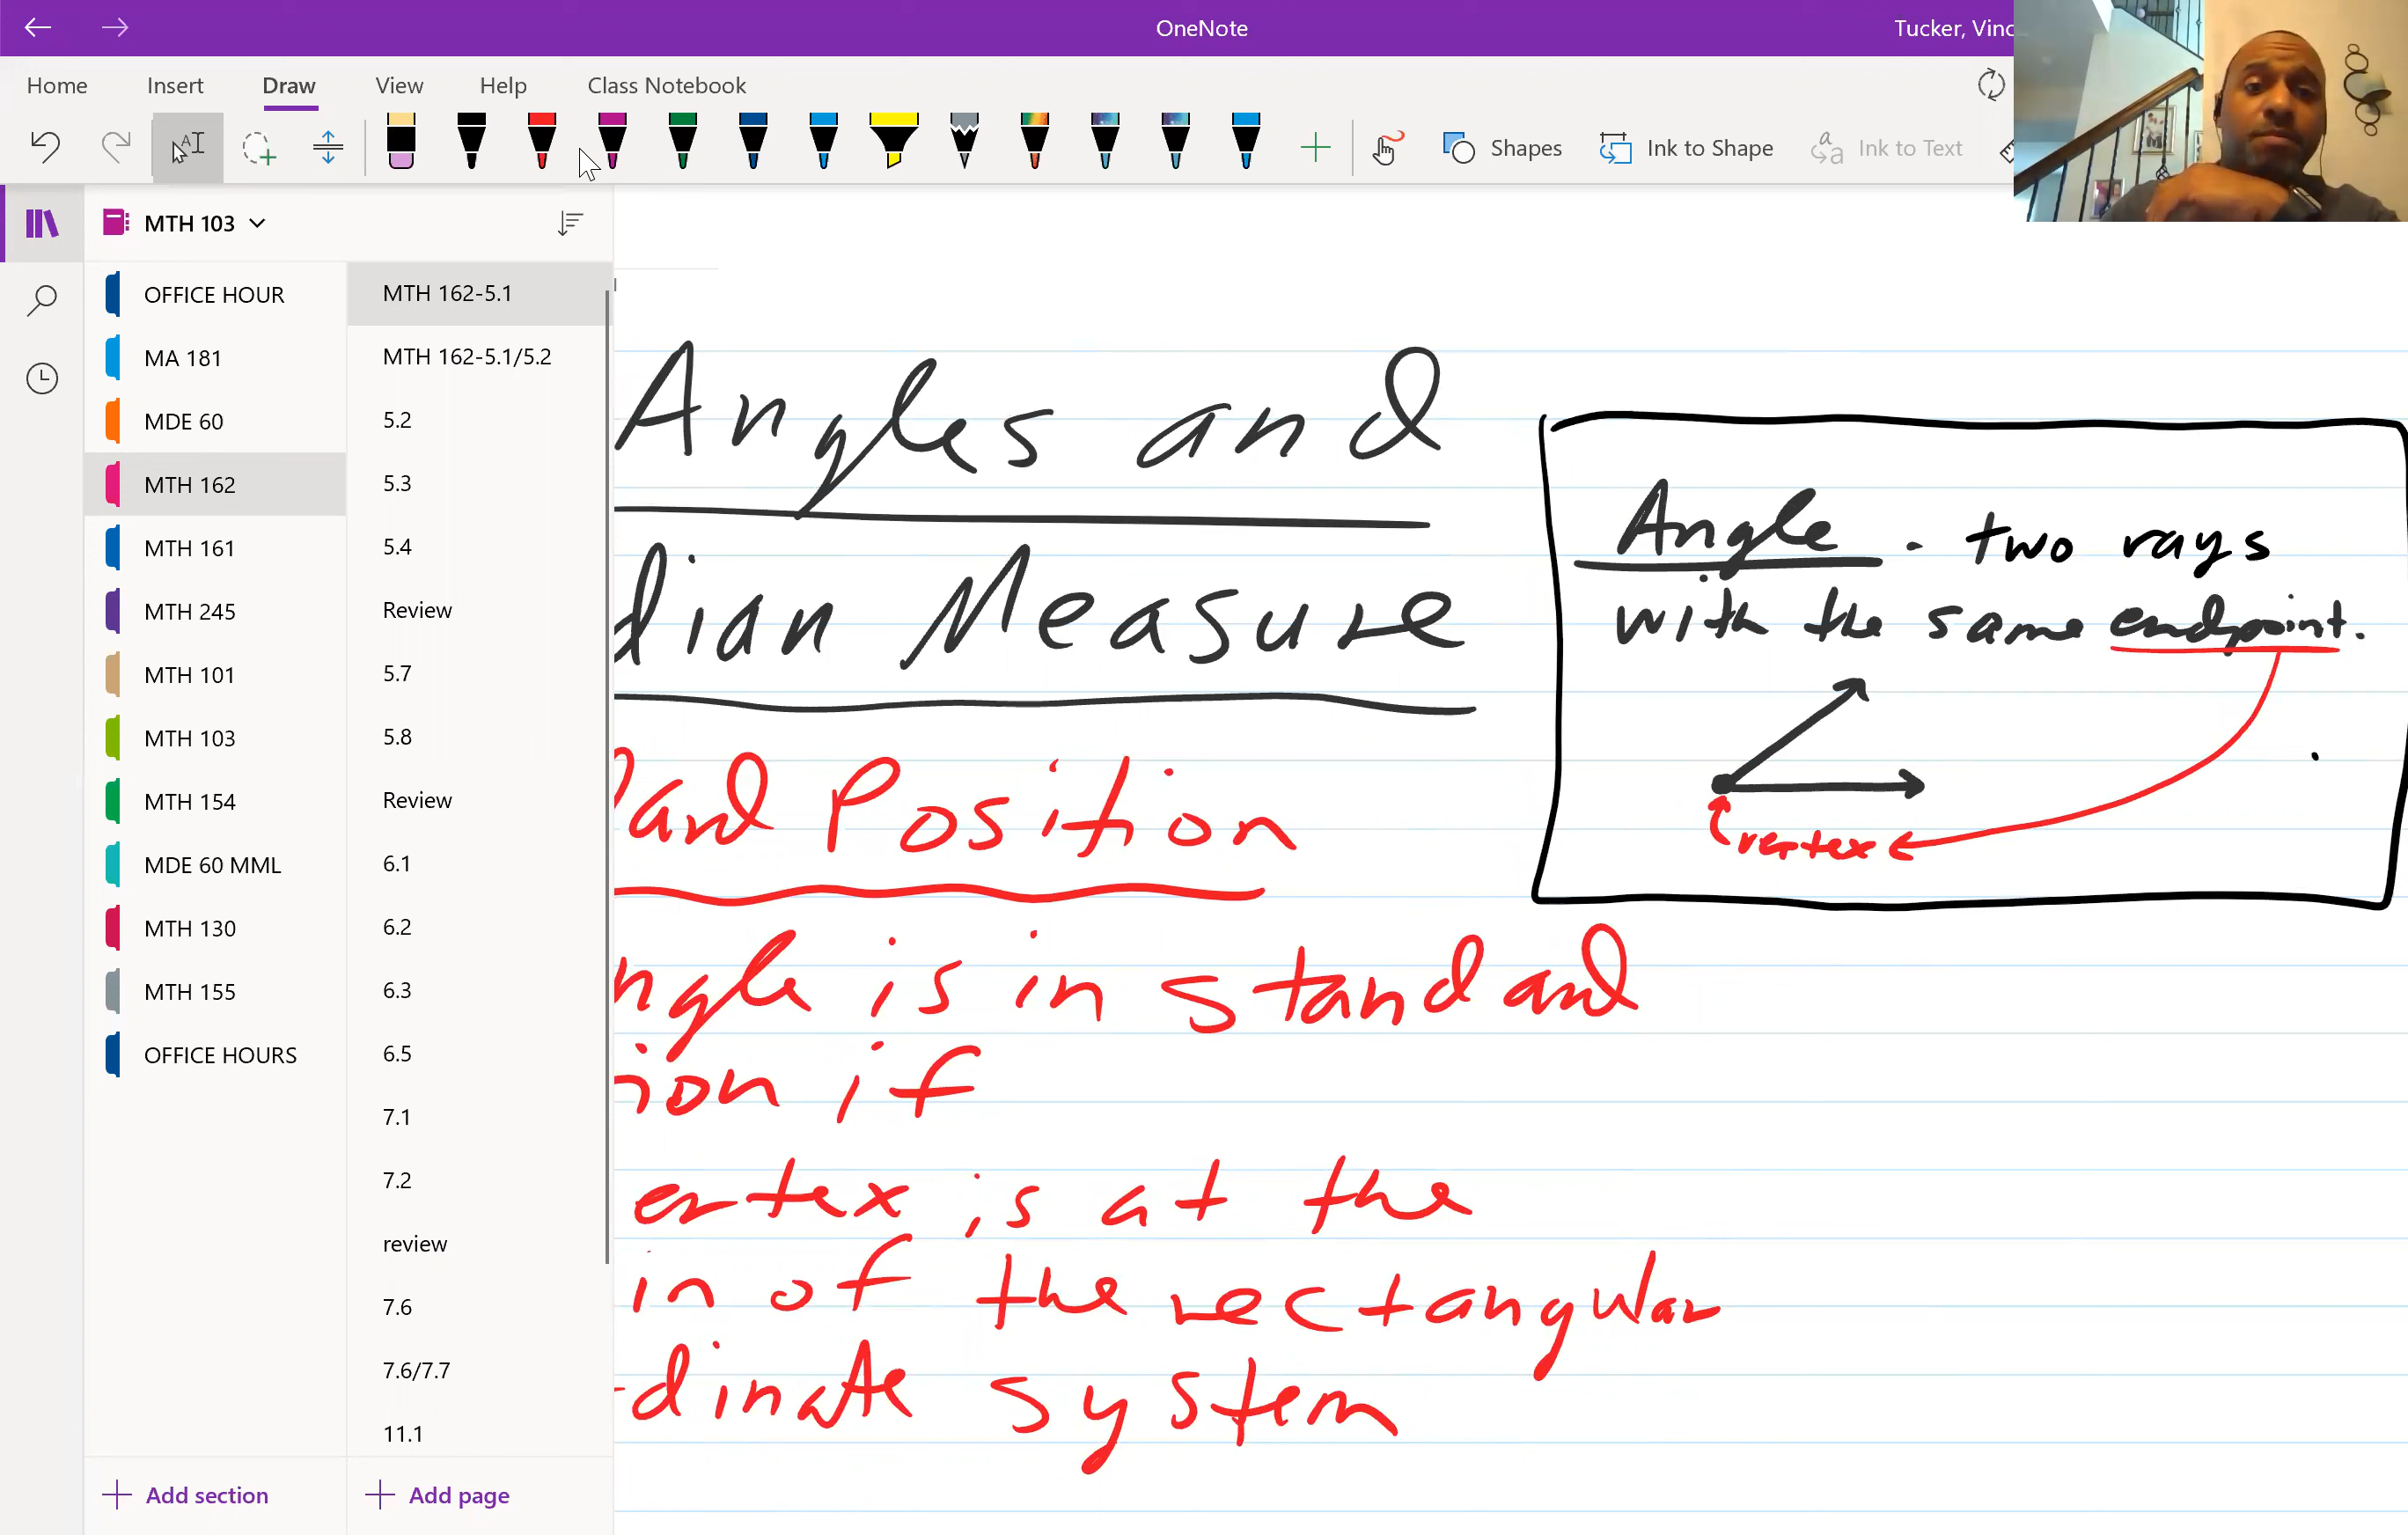 OneNote
Tucker, Vinc
Home Insert Draw View Help Class Notebook
Shapes Ink to Shape Ink to Text
MTH 103
OFFICE HOUR
MA 181
MDE 60
MTH 162
MTH 161
MTH 245
MTH 101
MTH 103
MTH 154
MDE 60 MML
MTH 130
MTH 155
OFFICE HOURS
Add section
MTH 162-5.1
MTH 162-5.1/5.2
5.2
5.3
5.4
Review
5.7
5.8
Review
6.1
6.2
6.3
6.5
7.1
7.2
review
7.6
7.6/7.7
11.1
Add page
Angles and
dian Measure
dard Position
ngle is in standard
ion if
ertex is at the
in of the rectangular
dinate system
Angle - two rays
with the same endpoint.
vertex